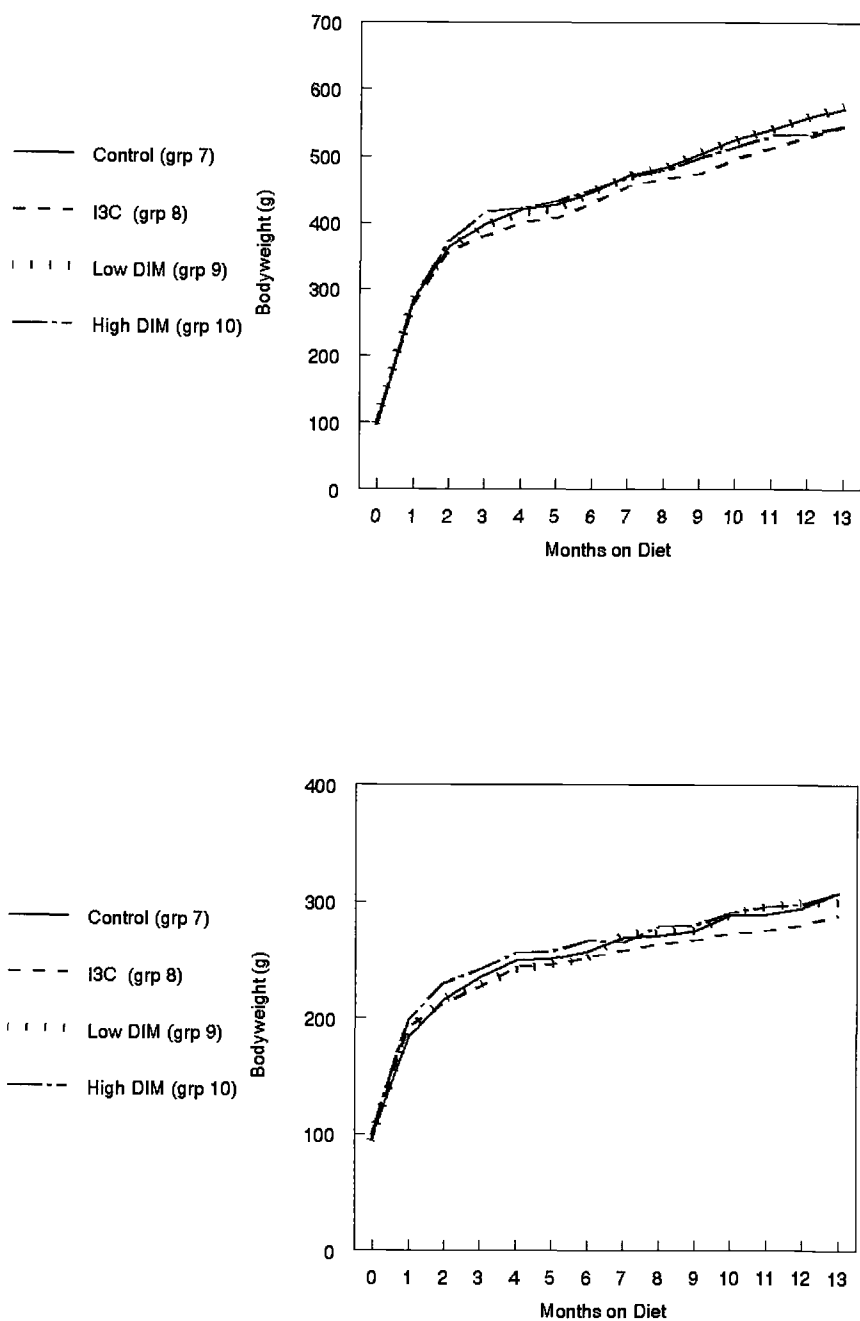 700
600
500
400
300
200
100
0
Bodyweight (g)
Control (grp 7)
I3C (grp 8)
Low DIM (grp 9)
High DIM (grp 10)
0 1 2 3 4 5 6 7 8 9 10 11 12 13
Months on Diet
400
300
200
100
0
Bodyweight (g)
Control (grp 7)
I3C (grp 8)
Low DIM (grp 9)
High DIM (grp 10)
0 1 2 3 4 5 6 7 8 9 10 11 12 13
Months on Diet